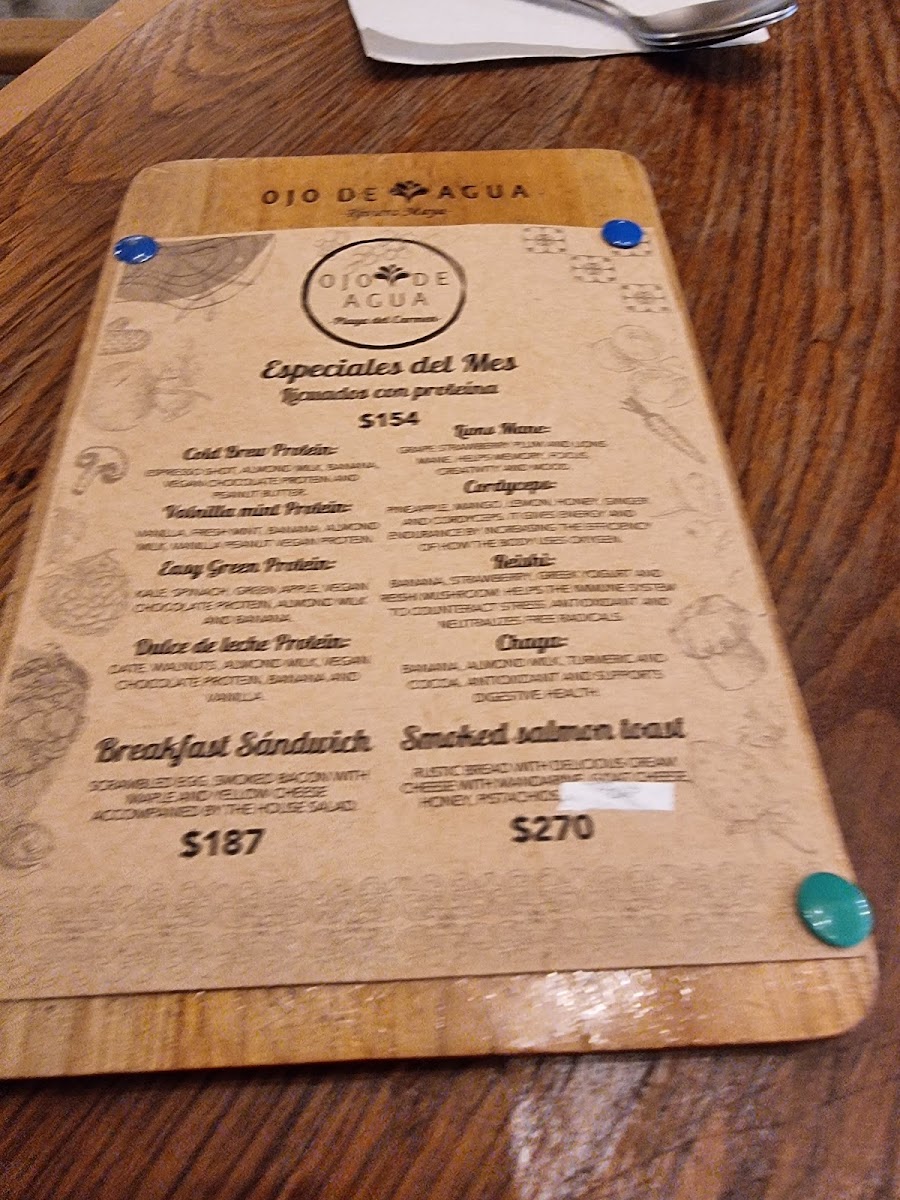 OJO DE AGUA
Riviera Maya
OJO DE
AGUA
Playa del Carmen
Especiales del Mes
Licuados con proteína
$154
Cold Brew Protein:
ESPRESSO SHOT, ALMOND MILK, BANANA,
VEGAN CHOCOLATE PROTEIN AND
PEANUT BUTTER.
Vainilla mint Protein:
VANILLA, FRESH MINT, BANANA, ALMOND
MILK, VANILLA PEANUT VEGAN PROTEIN.
Easy Green Protein:
KALE, SPINACH, GREEN APPLE, VEGAN
CHOCOLATE PROTEIN, ALMOND MILK
AND BANANA.
Dulce de leche Protein:
DATE, WALNUTS, ALMOND MILK, VEGAN
CHOCOLATE PROTEIN, BANANA AND
VANILLA.
Breakfast Sándwich
SCRAMBLED EGG, SMOKED BACON WITH
MAPLE AND YELLOW CHEESE
ACCOMPANIED BY THE HOUSE SALAD.
$187
Mane:
GRAPE, STRAWBERRY, PLUM AND LIONS
MANE. HELPS MEMORY, FOCUS,
CREATIVITY AND MOOD.
Cordyceps:
PINEAPPLE, MANGO, LEMON, HONEY, GINGER
AND CORDYCEPS. IT GIVES ENERGY AND
ENDURANCE BY INCREASING THE EFFICIENCY
OF HOW THE BODY USES OXYGEN.
Reishi:
BANANA, STRAWBERRY, GREEK YOGURT AND
REISHI MUSHROOM. HELPS THE IMMUNE SYSTEM
TO COUNTERACT STRESS, ANTIOXIDANT AND
NEUTRALIZES FREE RADICALS.
Chaga:
BANANA, ALMOND MILK, TURMERIC AND
COCOA. ANTIOXIDANT AND SUPPORTS
DIGESTIVE HEALTH.
Smoked salmon toast
RUSTIC BREAD WITH DELICIOUS CREAM
CHEESE WITH MANDARINE, GOAT CHEESE,
HONEY, PISTACHIOS
$270